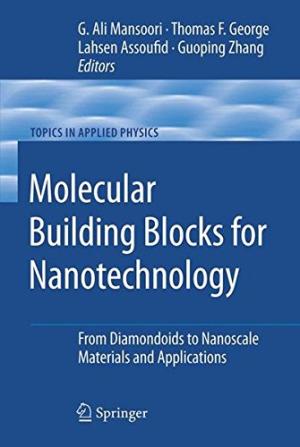 G. Ali Mansoori · Thomas F. George
Lahsen Assoufid · Guoping Zhang
Editors
TOPICS IN APPLIED PHYSICS
Molecular
Building Blocks for
Nanotechnology
From Diamondoids to Nanoscale
Materials and Applications
Springer